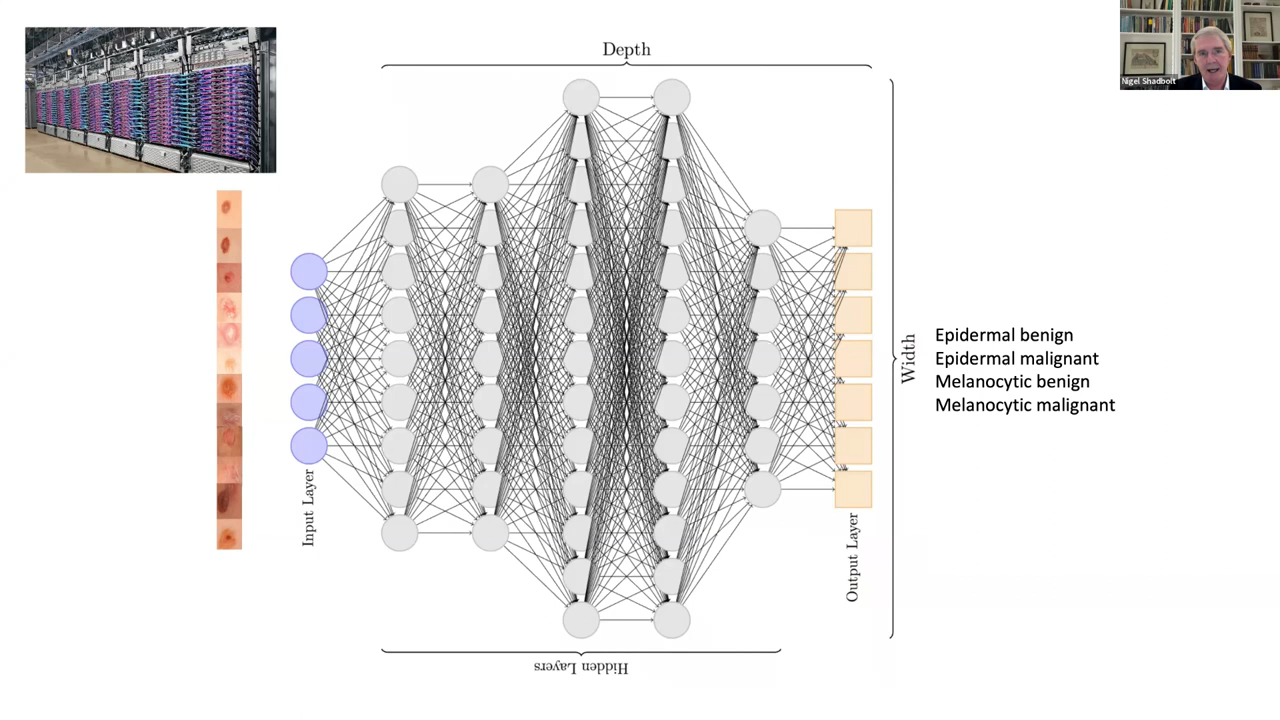 Depth
Nigel Shadbolt
Width
Epidermal benign
Epidermal malignant
Melanocytic benign
Melanocytic malignant
Input Layer
Output Layer
Hidden Layers